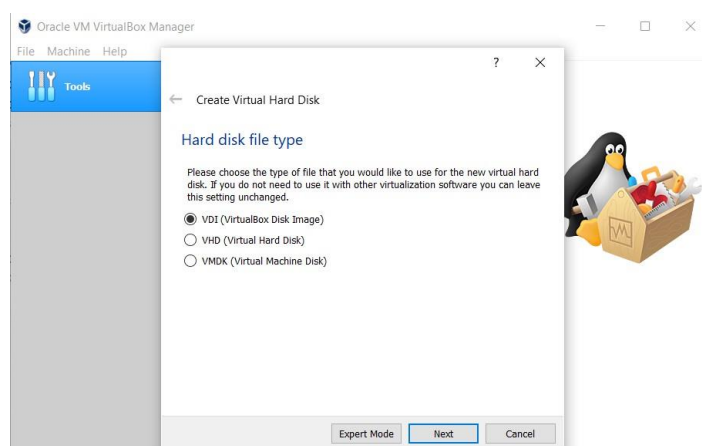 Oracle VM VirtualBox Manager
File Machine Help
Tools
? ×
← Create Virtual Hard Disk
Hard disk file type
Please choose the type of file that you would like to use for the new virtual hard
disk. If you do not need to use it with other virtualization software you can leave
this setting unchanged.
VDI (VirtualBox Disk Image)
VHD (Virtual Hard Disk)
VMDK (Virtual Machine Disk)
Expert Mode Next Cancel